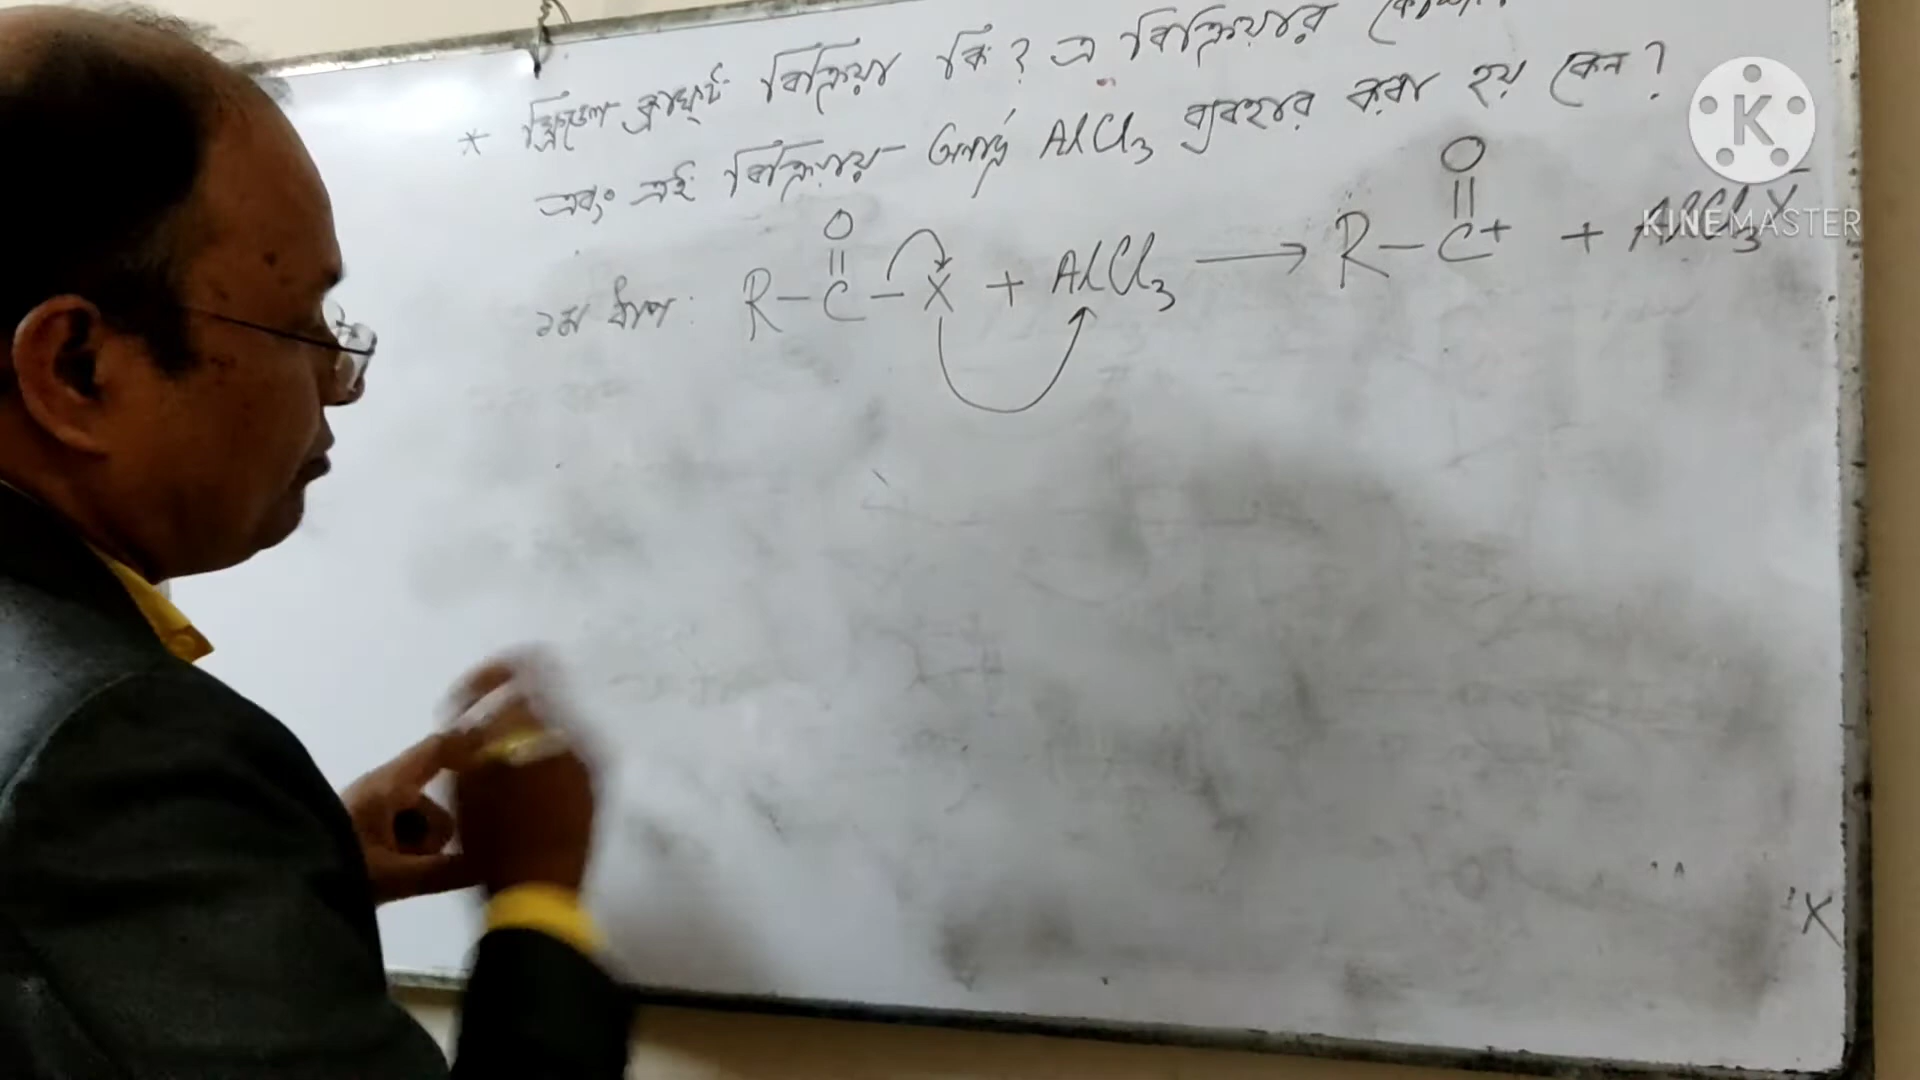 * ফ্রিডেল ক্রাফট বিক্রিয়া কি? এ বিক্রিয়ার
এবং এই বিক্রিয়ায় অনার্দ্র AlCl₃ ব্যবহার করা হয় কেন?
১ম ধাপ: R-C(=O)-X + AlCl₃ → R-C⁺(=O) + AlCl₃X⁻
X
K
KINEMASTER